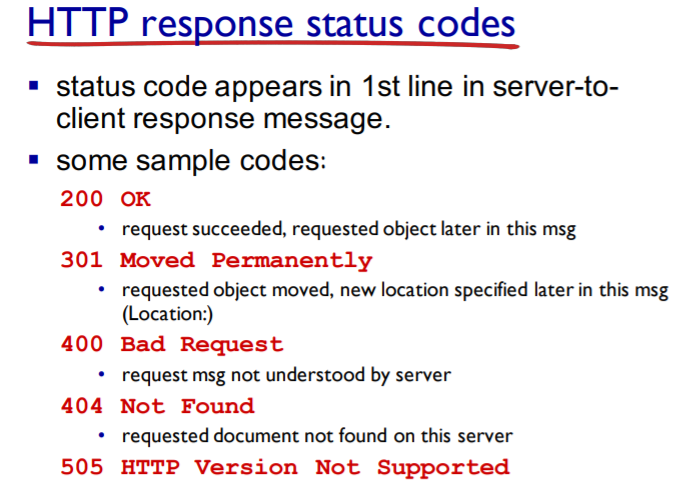 HTTP response status codes
▪ status code appears in 1st line in server-to-
client response message.
▪ some sample codes:
200 OK
• request succeeded, requested object later in this msg
301 Moved Permanently
• requested object moved, new location specified later in this msg
(Location:)
400 Bad Request
• request msg not understood by server
404 Not Found
• requested document not found on this server
505 HTTP Version Not Supported